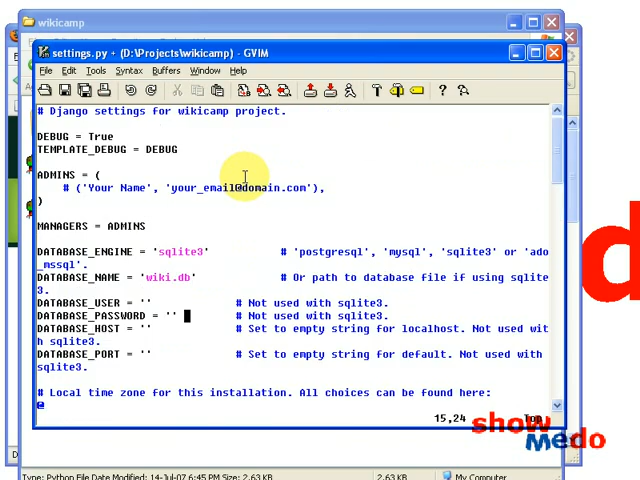 wikicamp
settings.py + (D:\Projects\wikicamp) - GVIM
File Edit Tools Syntax Buffers Window Help
# Django settings for wikicamp project.
DEBUG = True
TEMPLATE_DEBUG = DEBUG
ADMINS = (
# ('Your Name', 'your_email@domain.com'),
)
MANAGERS = ADMINS
DATABASE_ENGINE = 'sqlite3' # 'postgresql', 'mysql', 'sqlite3' or 'ado
_mssql'.
DATABASE_NAME = 'wiki.db' # Or path to database file if using sqlite
3.
DATABASE_USER = '' # Not used with sqlite3.
DATABASE_PASSWORD = '' # Not used with sqlite3.
DATABASE_HOST = '' # Set to empty string for localhost. Not used wit
h sqlite3.
DATABASE_PORT = '' # Set to empty string for default. Not used with
sqlite3.
# Local time zone for this installation. All choices can be found here:
@
15,24 Top
show
medo
d
Type: Python File Date Modified: 14-Jul-07 6:45 PM Size: 2.63 KB 2.63 KB My Computer